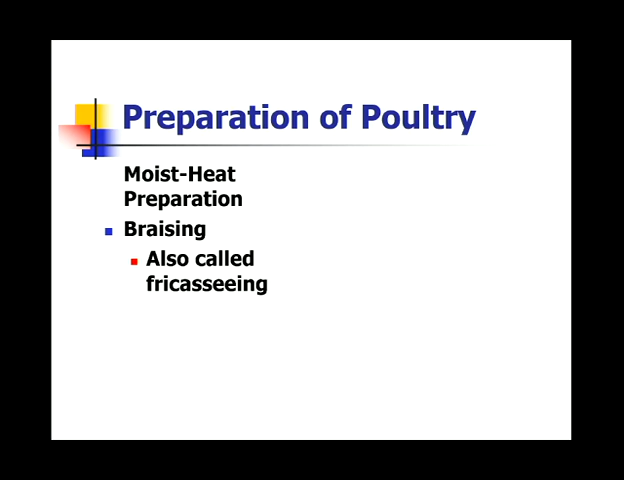 Preparation of Poultry
Moist-Heat
Preparation
Braising
Also called
fricasseeing